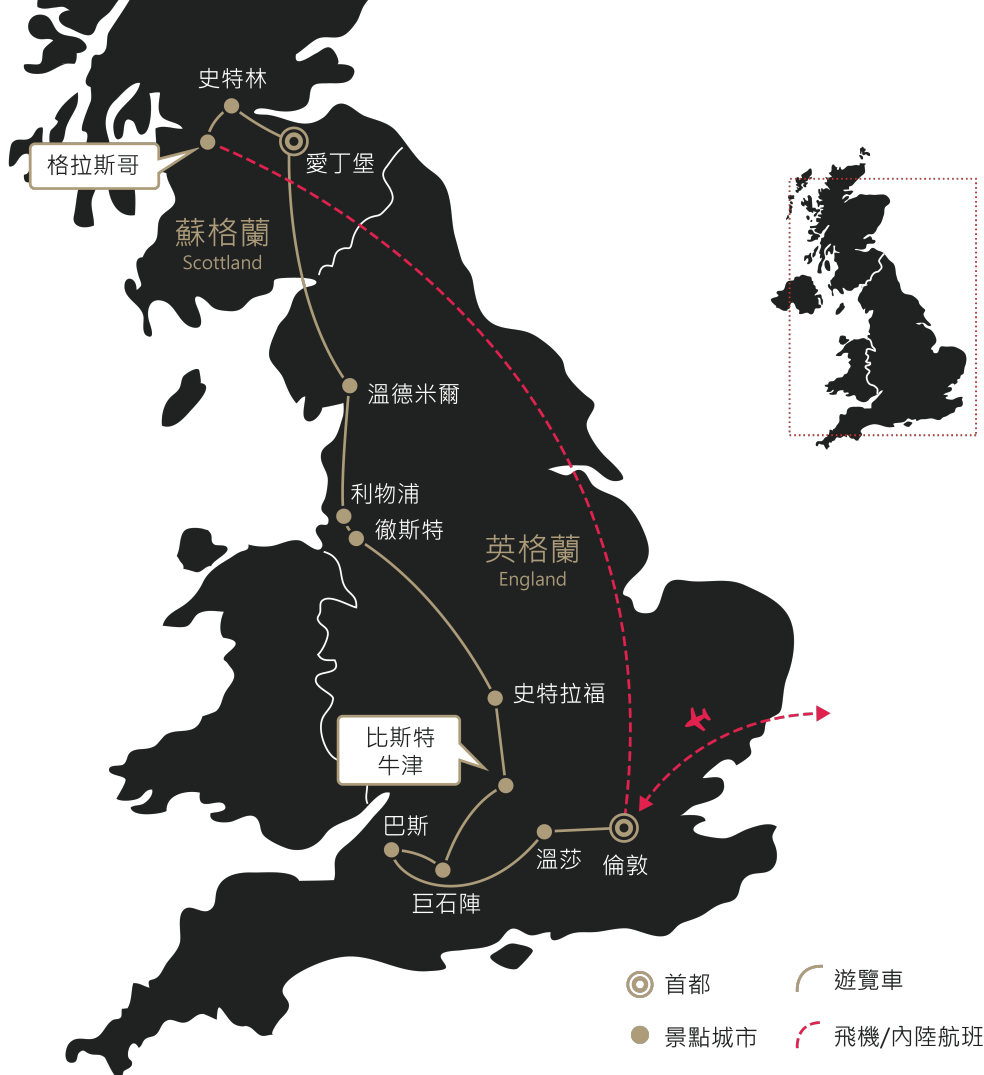 史特林
格拉斯哥
愛丁堡
蘇格蘭
Scottland
溫德米爾
利物浦
徹斯特
英格蘭
England
史特拉福
比斯特
牛津
巴斯
溫莎
倫敦
巨石陣
首都
遊覽車
景點城市
飛機/內陸航班